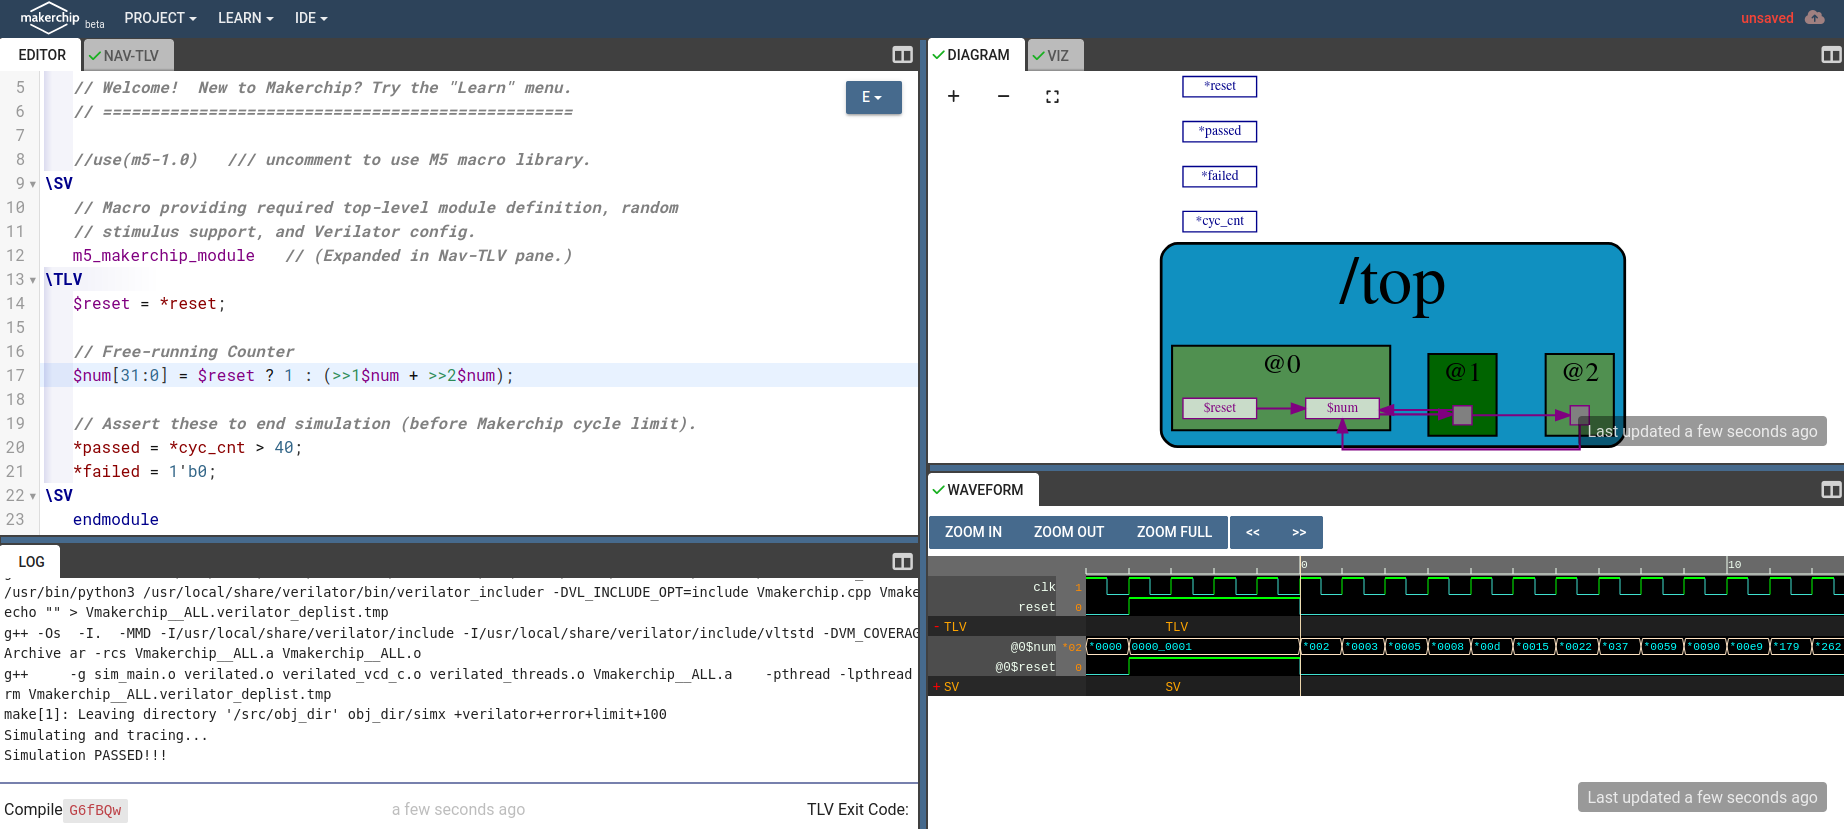 makerchip beta PROJECT LEARN IDE unsaved
EDITOR NAV-TLV
5 // Welcome!  New to Makerchip? Try the "Learn" menu.
6 // =================================================
7
8 //use(m5-1.0)   /// uncomment to use M5 macro library.
9 \SV
10 // Macro providing required top-level module definition, random
11 // stimulus support, and Verilator config.
12 m5_makerchip_module   // (Expanded in Nav-TLV pane.)
13 \TLV
14 $reset = *reset;
15
16 // Free-running Counter
17 $num[31:0] = $reset ? 1 : (>>1$num + >>2$num);
18
19 // Assert these to end simulation (before Makerchip cycle limit).
20 *passed = *cyc_cnt > 40;
21 *failed = 1'b0;
22 \SV
23 endmodule
E
LOG
/usr/bin/python3 /usr/local/share/verilator/bin/verilator_includer -DVL_INCLUDE_OPT=include Vmakerchip.cpp Vmake
echo "" > Vmakerchip__ALL.verilator_deplist.tmp
g++ -Os  -I.  -MMD -I/usr/local/share/verilator/include -I/usr/local/share/verilator/include/vltstd -DVM_COVERAG
Archive ar -rcs Vmakerchip__ALL.a Vmakerchip__ALL.o
g++     -g sim_main.o verilated.o verilated_vcd_c.o verilated_threads.o Vmakerchip__ALL.a    -pthread -lpthread
rm Vmakerchip__ALL.verilator_deplist.tmp
make[1]: Leaving directory '/src/obj_dir' obj_dir/simx +verilator+error+limit+100
Simulating and tracing...
Simulation PASSED!!!
Compile G6fBQw a few seconds ago TLV Exit Code:
DIAGRAM VIZ
+ −
*reset
*passed
*failed
*cyc_cnt
/top
@0 @1 @2
$reset $num
Last updated a few seconds ago
WAVEFORM
ZOOM IN ZOOM OUT ZOOM FULL << >>
0 10
clk 1
reset 0
- TLV TLV
@0$num *02 *0000 0000_0001 *002 *0003 *0005 *0008 *00d *0015 *0022 *037 *0059 *0090 *00e9 *179 *262
@0$reset 0
+ SV SV
Last updated a few seconds ago